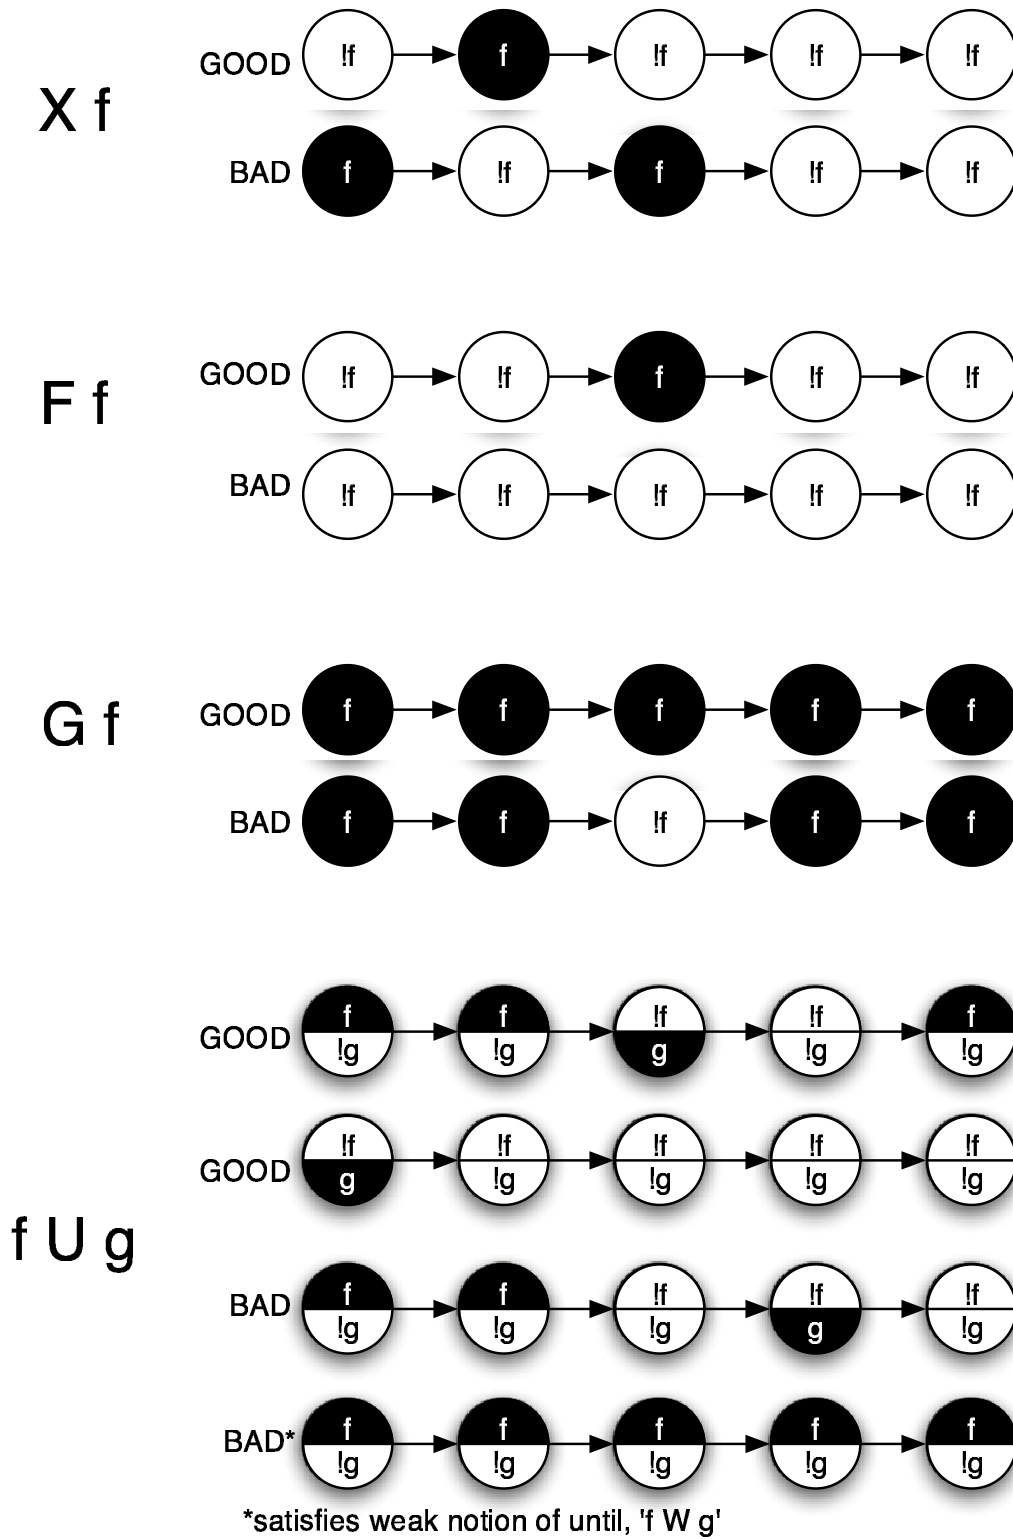 X f
GOOD !f f !f !f !f
BAD f !f f !f !f
F f
GOOD !f !f f !f !f
BAD !f !f !f !f !f
G f
GOOD f f f f f
BAD f f !f f f
f U g
GOOD f f !f !f f
!g !g g !g !g
GOOD !f !f !f !f !f
g !g !g !g !g
BAD f f !f !f !f
!g !g !g g !g
BAD* f f f f f
!g !g !g !g !g
*satisfies weak notion of until, 'f W g'